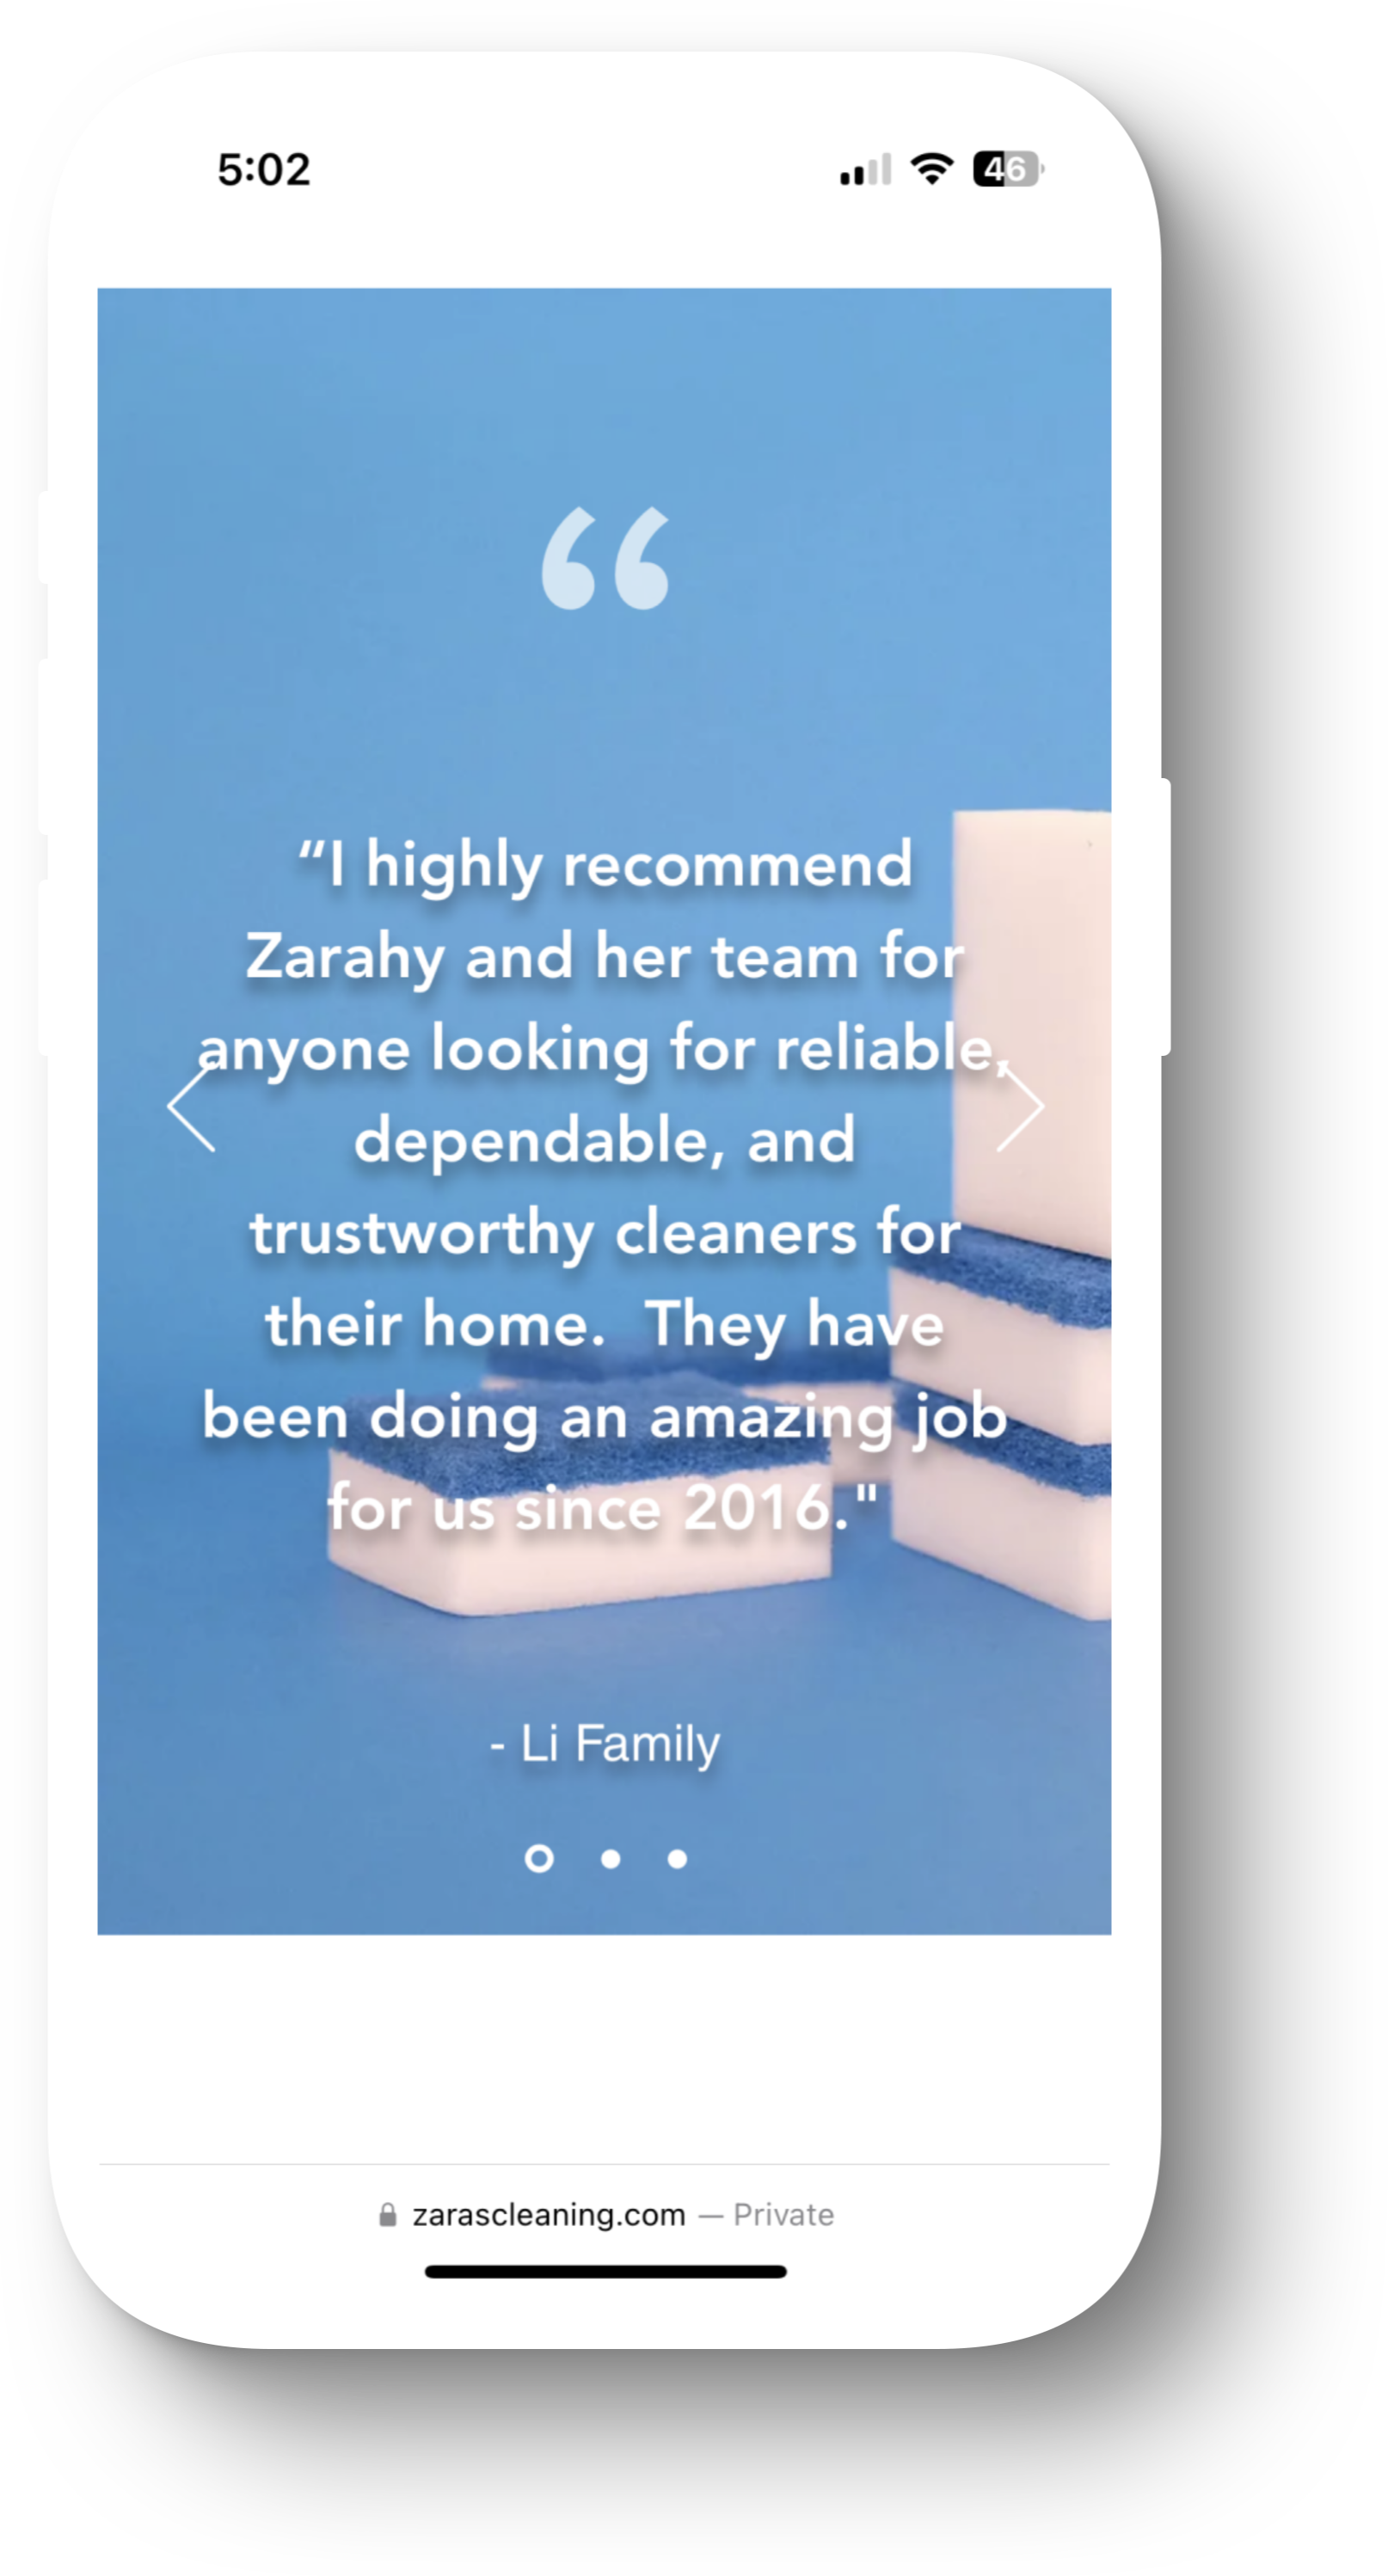 5:02
46
“
“I highly recommend
Zarahy and her team for
anyone looking for reliable,
dependable, and
trustworthy cleaners for
their home.  They have
been doing an amazing job
for us since 2016."
- Li Family
zarascleaning.com — Private